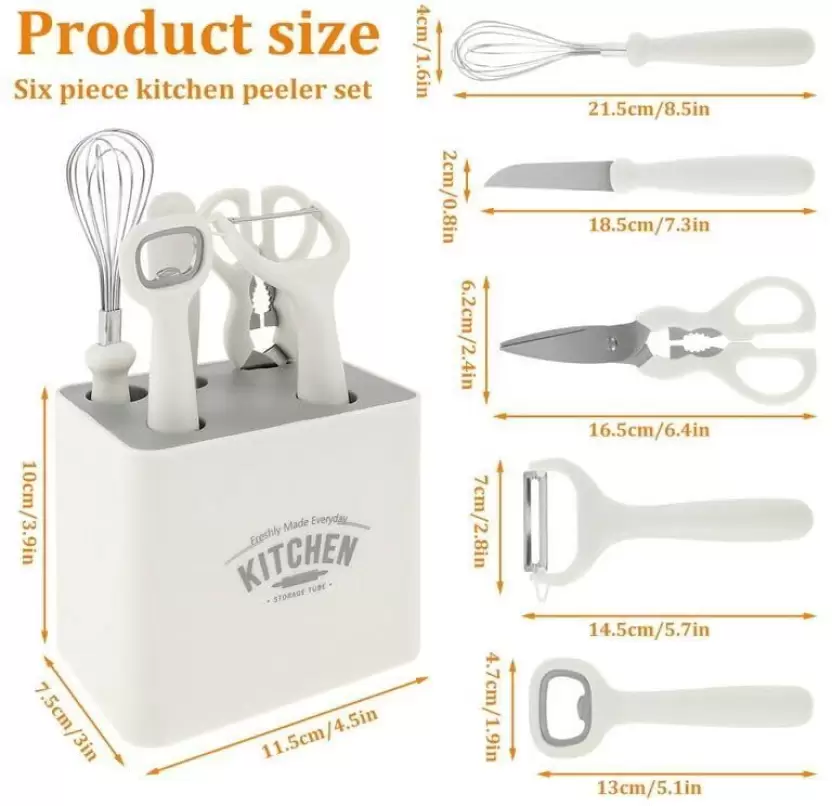 Product size
Six piece kitchen peeler set
4cm/1.6in
21.5cm/8.5in
2cm/0.8in
18.5cm/7.3in
6.2cm/2.4in
16.5cm/6.4in
7cm/2.8in
14.5cm/5.7in
4.7cm/1.9in
13cm/5.1in
10cm/3.9in
7.5cm/3in
11.5cm/4.5in
Freshly Made Everyday
KITCHEN
• STORAGE TUBE •